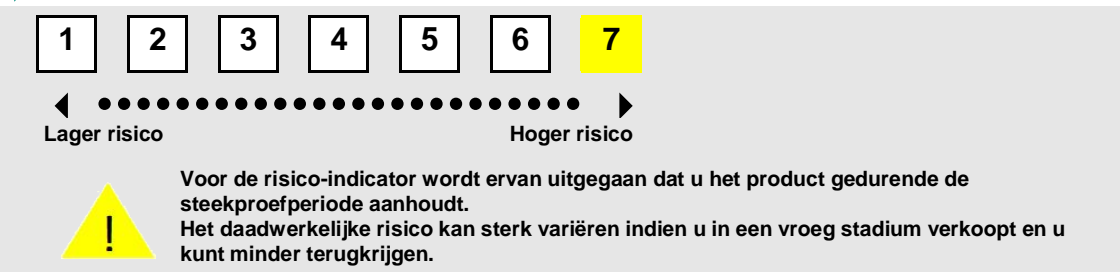 1 2 3 4 5 6 7
Lager risico Hoger risico
!
Voor de risico-indicator wordt ervan uitgegaan dat u het product gedurende de
steekproefperiode aanhoudt.
Het daadwerkelijke risico kan sterk variëren indien u in een vroeg stadium verkoopt en u
kunt minder terugkrijgen.